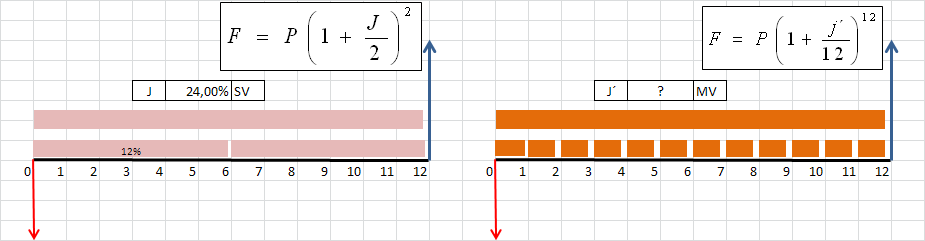 F = P ( 1 + J / 2 ) ^2
F = P ( 1 + j´ / 12 ) ^12
J 24,00% SV
J´ ? MV
12%
0 1 2 3 4 5 6 7 8 9 10 11 12
0 1 2 3 4 5 6 7 8 9 10 11 12